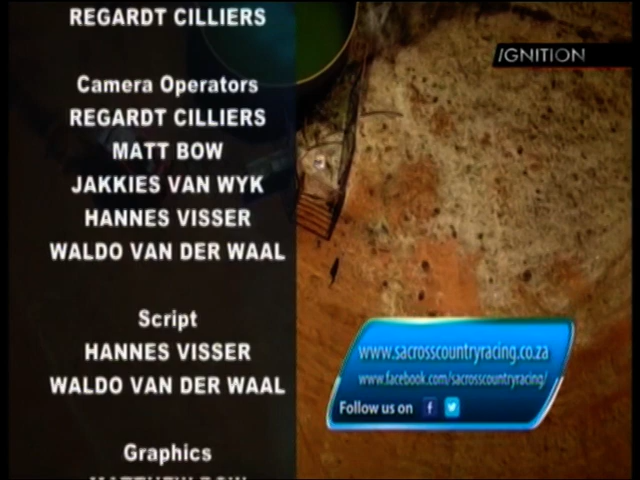 REGARDT CILLIERS
Camera Operators
REGARDT CILLIERS
MATT BOW
JAKKIES VAN WYK
HANNES VISSER
WALDO VAN DER WAAL
Script
HANNES VISSER
WALDO VAN DER WAAL
Graphics
IGNITION
www.sacrosscountryracing.co.za
www.facebook.com/sacrosscountryracing/
Follow us on